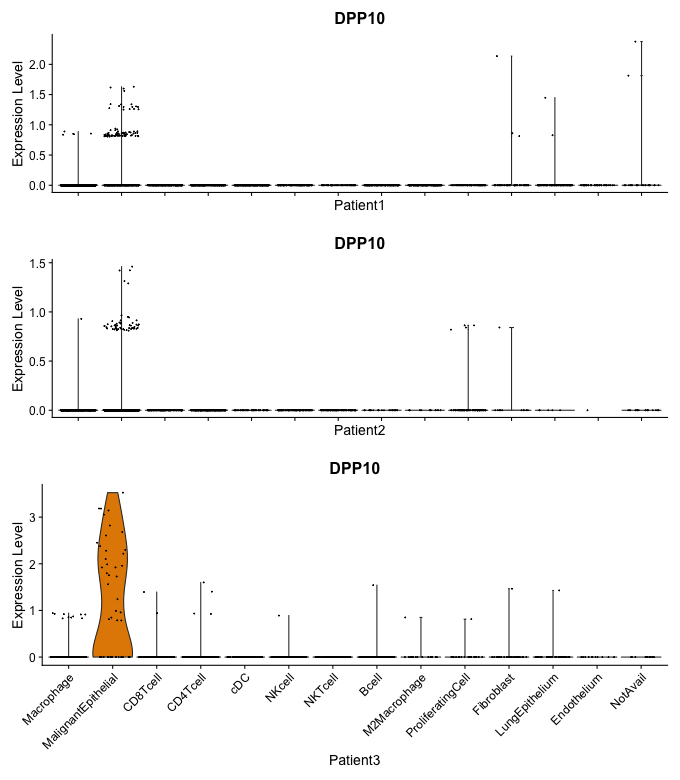 DPP10
Expression Level
2.0
1.5
1.0
0.5
0.0
Patient1
DPP10
Expression Level
1.5
1.0
0.5
0.0
Patient2
DPP10
Expression Level
3
2
1
0
Macrophage
MalignantEpithelial
CD8Tcell
CD4Tcell
cDC
NKcell
NKTcell
Bcell
M2Macrophage
ProliferatingCell
Fibroblast
LungEpithelium
Endothelium
NotAvail
Patient3